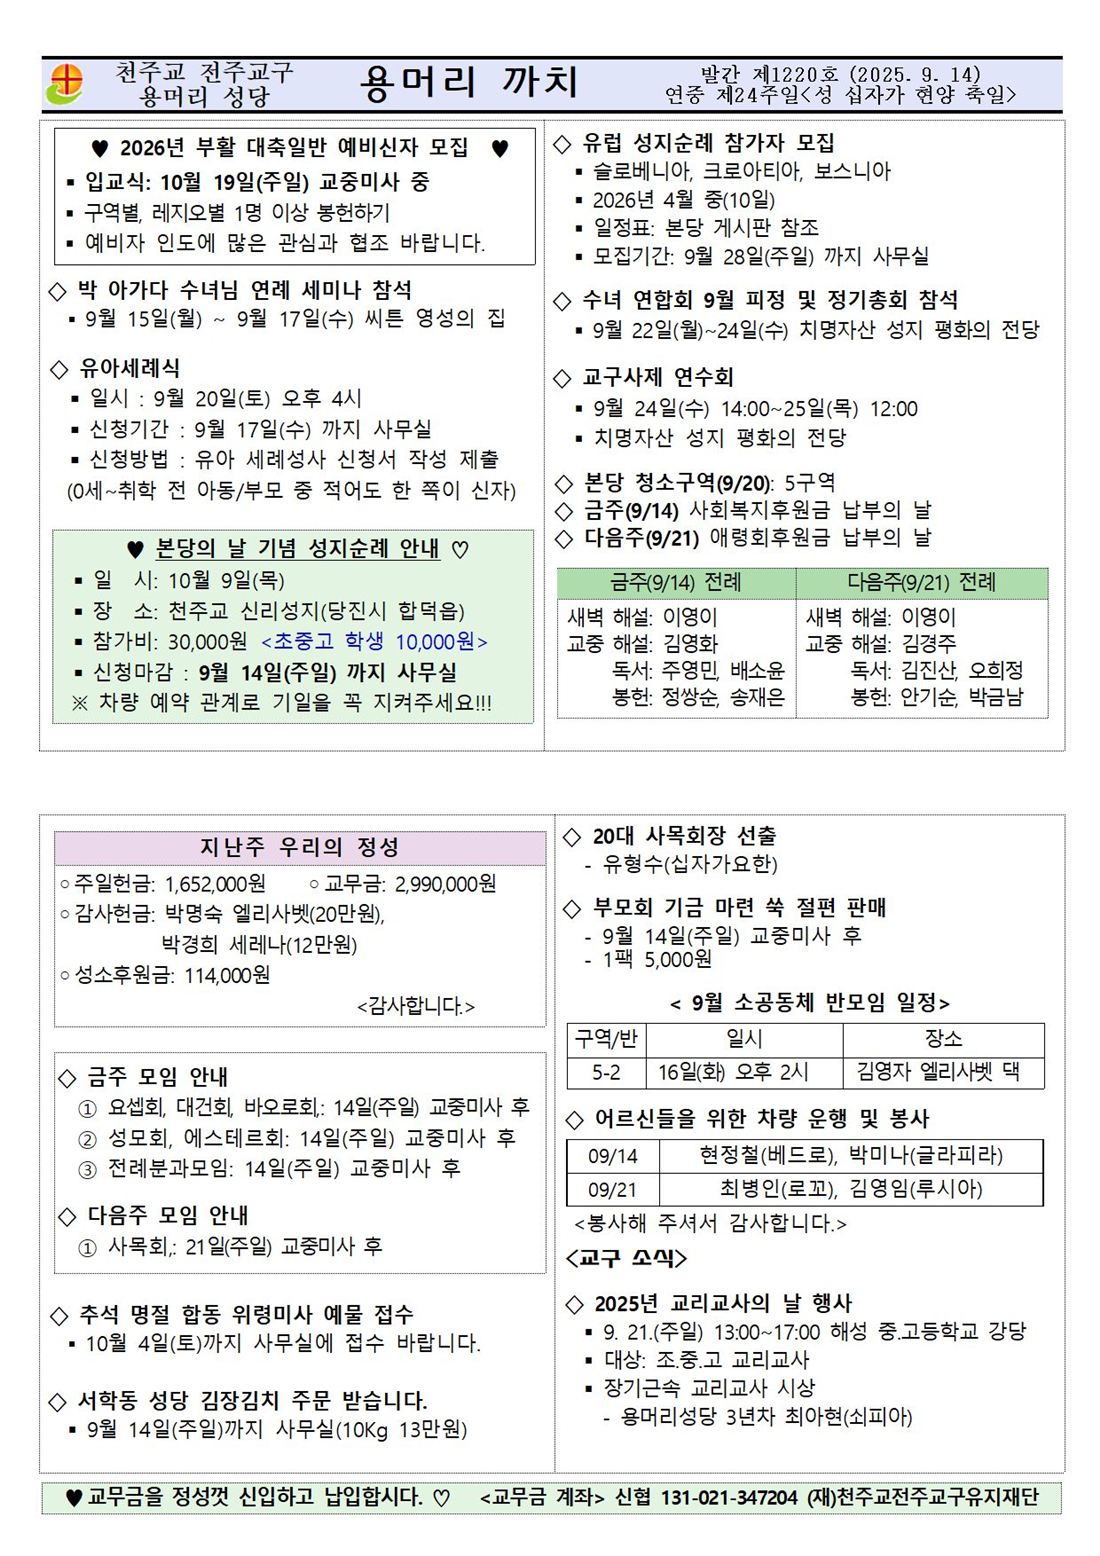 천주교 전주교구
용머리 성당
용머리 까치
발간 제1220호 (2025. 9. 14)
연중 제24주일<성 십자가 현양 축일>
♥ 2026년 부활 대축일반 예비신자 모집 ♥
▪ 입교식: 10월 19일(주일) 교중미사 중
▪ 구역별, 레지오별 1명 이상 봉헌하기
▪ 예비자 인도에 많은 관심과 협조 바랍니다.
◇ 박 아가다 수녀님 연례 세미나 참석
▪ 9월 15일(월) ~ 9월 17일(수) 씨튼 영성의 집
◇ 유아세례식
▪ 일시 : 9월 20일(토) 오후 4시
▪ 신청기간 : 9월 17일(수) 까지 사무실
▪ 신청방법 : 유아 세례성사 신청서 작성 제출
(0세~취학 전 아동/부모 중 적어도 한 쪽이 신자)
♥ 본당의 날 기념 성지순례 안내 ♡
▪ 일 시: 10월 9일(목)
▪ 장 소: 천주교 신리성지(당진시 합덕읍)
▪ 참가비: 30,000원 <초중고 학생 10,000원>
▪ 신청마감 : 9월 14일(주일) 까지 사무실
※ 차량 예약 관계로 기일을 꼭 지켜주세요!!!
◇ 유럽 성지순례 참가자 모집
▪ 슬로베니아, 크로아티아, 보스니아
▪ 2026년 4월 중(10일)
▪ 일정표: 본당 게시판 참조
▪ 모집기간: 9월 28일(주일) 까지 사무실
◇ 수녀 연합회 9월 피정 및 정기총회 참석
▪ 9월 22일(월)~24일(수) 치명자산 성지 평화의 전당
◇ 교구사제 연수회
▪ 9월 24일(수) 14:00~25일(목) 12:00
▪ 치명자산 성지 평화의 전당
◇ 본당 청소구역(9/20): 5구역
◇ 금주(9/14) 사회복지후원금 납부의 날
◇ 다음주(9/21) 애령회후원금 납부의 날
금주(9/14) 전례 다음주(9/21) 전례
새벽 해설: 이영이 새벽 해설: 이영이
교중 해설: 김영화 교중 해설: 김경주
독서: 주영민, 배소윤 독서: 김진산, 오희정
봉헌: 정쌍순, 송재은 봉헌: 안기순, 박금남
지난주 우리의 정성
○ 주일헌금: 1,652,000원 ○ 교무금: 2,990,000원
○ 감사헌금: 박명숙 엘리사벳(20만원),
박경희 세레나(12만원)
○ 성소후원금: 114,000원
<감사합니다.>
◇ 금주 모임 안내
① 요셉회, 대건회, 바오로회,: 14일(주일) 교중미사 후
② 성모회, 에스테르회: 14일(주일) 교중미사 후
③ 전례분과모임: 14일(주일) 교중미사 후
◇ 다음주 모임 안내
① 사목회,: 21일(주일) 교중미사 후
◇ 추석 명절 합동 위령미사 예물 접수
▪ 10월 4일(토)까지 사무실에 접수 바랍니다.
◇ 서학동 성당 김장김치 주문 받습니다.
▪ 9월 14일(주일)까지 사무실(10Kg 13만원)
◇ 20대 사목회장 선출
- 유형수(십자가요한)
◇ 부모회 기금 마련 쑥 절편 판매
- 9월 14일(주일) 교중미사 후
- 1팩 5,000원
< 9월 소공동체 반모임 일정>
구역/반 일시 장소
5-2 16일(화) 오후 2시 김영자 엘리사벳 댁
◇ 어르신들을 위한 차량 운행 및 봉사
09/14 현정철(베드로), 박미나(글라피라)
09/21 최병인(로꼬), 김영임(루시아)
<봉사해 주셔서 감사합니다.>
<교구 소식>
◇ 2025년 교리교사의 날 행사
▪ 9. 21.(주일) 13:00~17:00 해성 중.고등학교 강당
▪ 대상: 조.중.고 교리교사
▪ 장기근속 교리교사 시상
- 용머리성당 3년차 최아현(쇠피아)
♥ 교무금을 정성껏 신입하고 납입합시다. ♡ <교무금 계좌> 신협 131-021-347204 (재)천주교전주교구유지재단